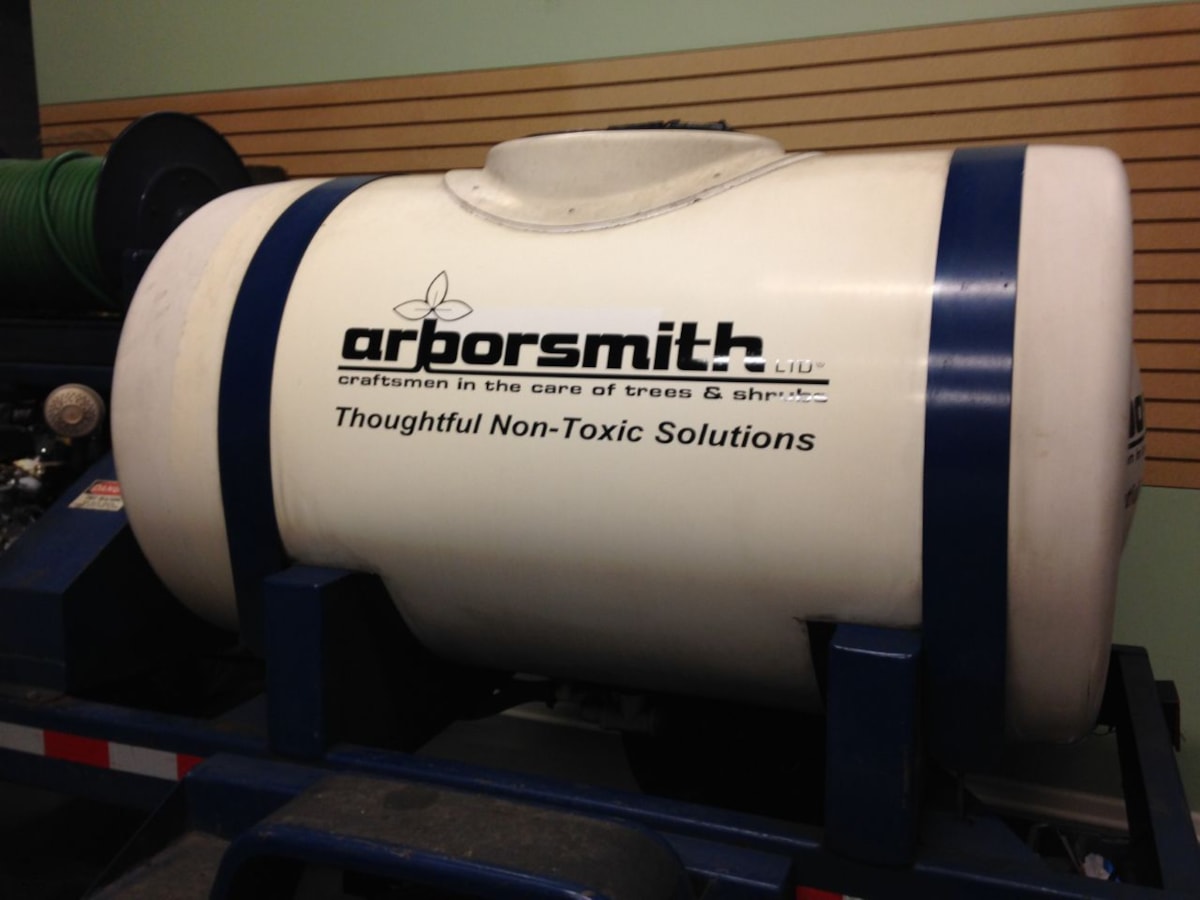 arborsmith LTD
craftsmen in the care of trees & shrubs
Thoughtful Non-Toxic Solutions